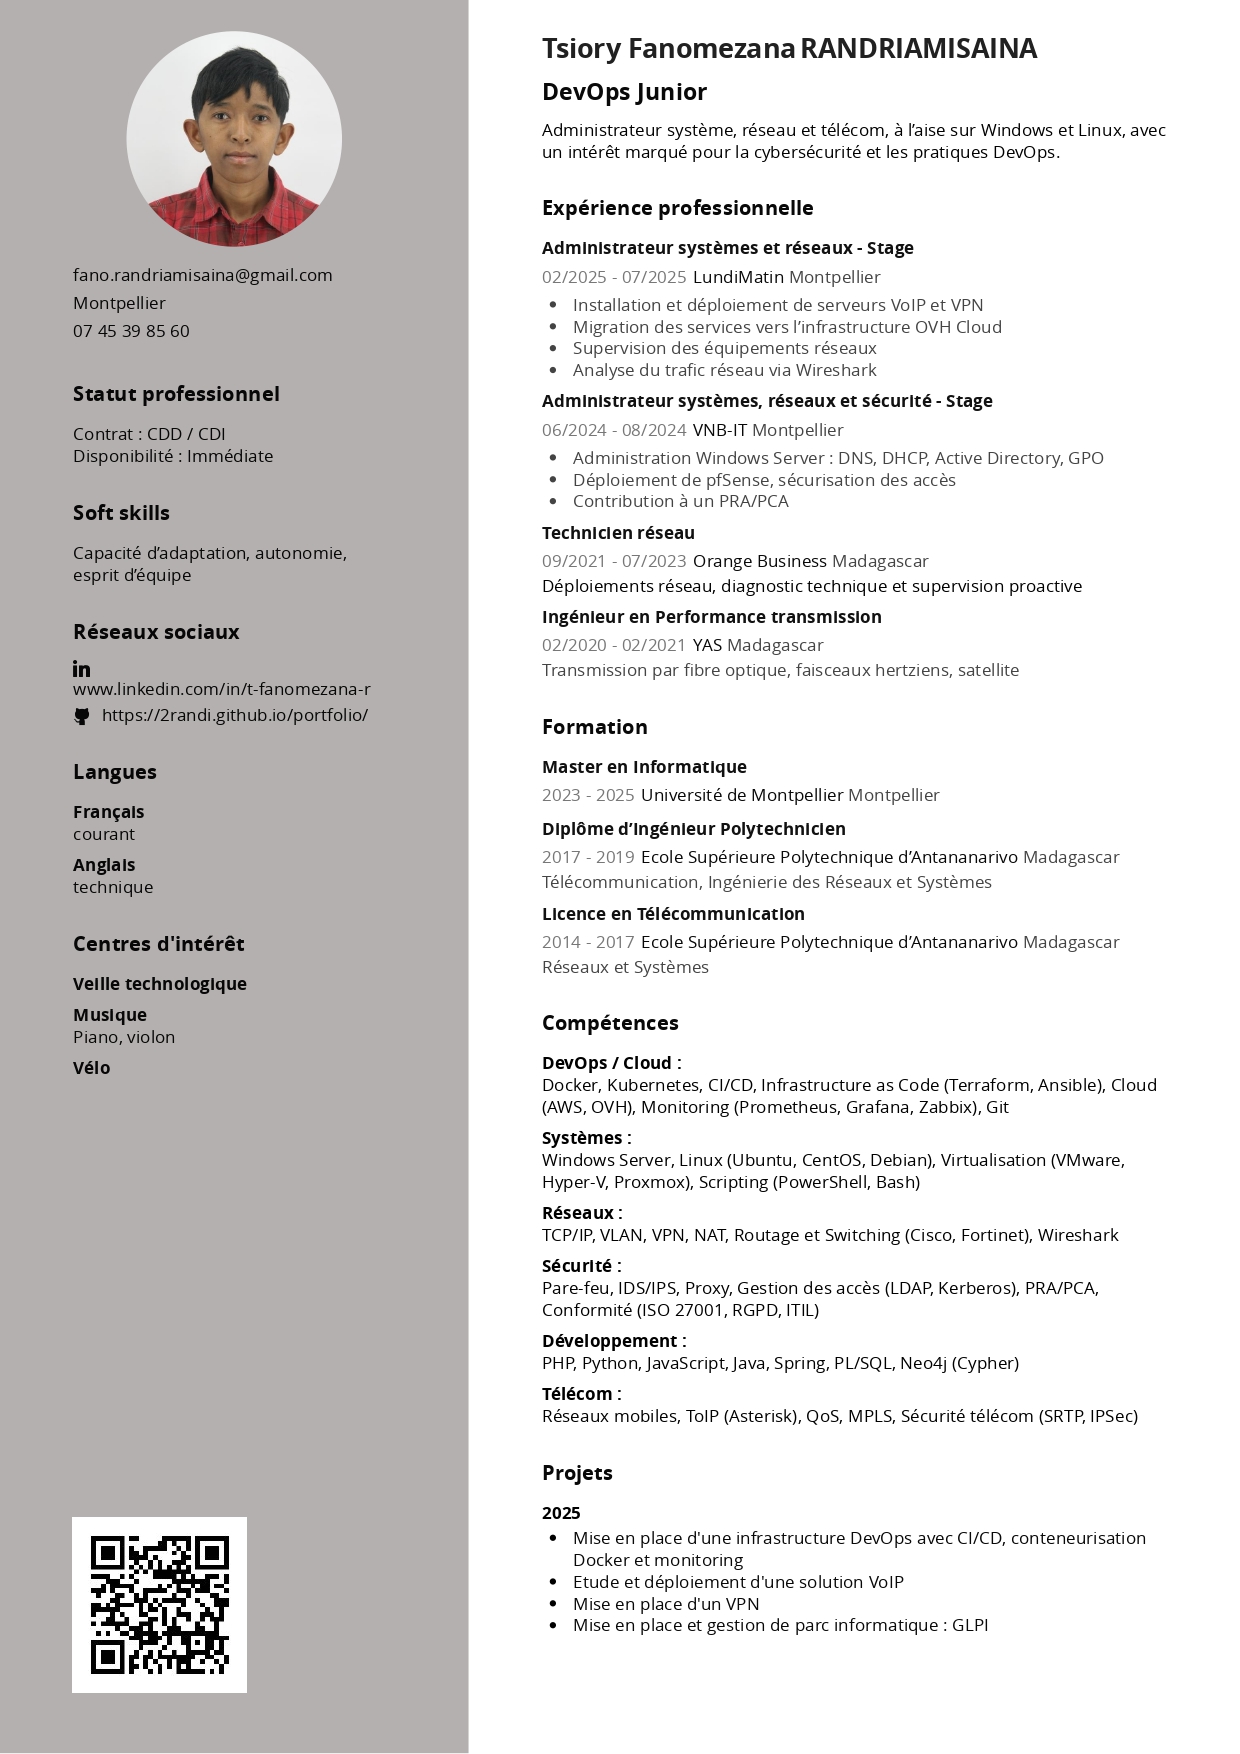 fano.randriamisaina@gmail.com
Montpellier
07 45 39 85 60
Statut professionnel
Contrat : CDD / CDI
Disponibilité : Immédiate
Soft skills
Capacité d’adaptation, autonomie,
esprit d’équipe
Réseaux sociaux
in
www.linkedin.com/in/t-fanomezana-r
https://2randi.github.io/portfolio/
Langues
Français
courant
Anglais
technique
Centres d'intérêt
Veille technologique
Musique
Piano, violon
Vélo
Tsiory Fanomezana RANDRIAMISAINA
DevOps Junior
Administrateur système, réseau et télécom, à l’aise sur Windows et Linux, avec
un intérêt marqué pour la cybersécurité et les pratiques DevOps.
Expérience professionnelle
Administrateur systèmes et réseaux - Stage
02/2025 - 07/2025 LundiMatin Montpellier
• Installation et déploiement de serveurs VoIP et VPN
• Migration des services vers l’infrastructure OVH Cloud
• Supervision des équipements réseaux
• Analyse du trafic réseau via Wireshark
Administrateur systèmes, réseaux et sécurité - Stage
06/2024 - 08/2024 VNB-IT Montpellier
• Administration Windows Server : DNS, DHCP, Active Directory, GPO
• Déploiement de pfSense, sécurisation des accès
• Contribution à un PRA/PCA
Technicien réseau
09/2021 - 07/2023 Orange Business Madagascar
Déploiements réseau, diagnostic technique et supervision proactive
Ingénieur en Performance transmission
02/2020 - 02/2021 YAS Madagascar
Transmission par fibre optique, faisceaux hertziens, satellite
Formation
Master en Informatique
2023 - 2025 Université de Montpellier Montpellier
Diplôme d’Ingénieur Polytechnicien
2017 - 2019 Ecole Supérieure Polytechnique d’Antananarivo Madagascar
Télécommunication, Ingénierie des Réseaux et Systèmes
Licence en Télécommunication
2014 - 2017 Ecole Supérieure Polytechnique d’Antananarivo Madagascar
Réseaux et Systèmes
Compétences
DevOps / Cloud :
Docker, Kubernetes, CI/CD, Infrastructure as Code (Terraform, Ansible), Cloud
(AWS, OVH), Monitoring (Prometheus, Grafana, Zabbix), Git
Systèmes :
Windows Server, Linux (Ubuntu, CentOS, Debian), Virtualisation (VMware,
Hyper-V, Proxmox), Scripting (PowerShell, Bash)
Réseaux :
TCP/IP, VLAN, VPN, NAT, Routage et Switching (Cisco, Fortinet), Wireshark
Sécurité :
Pare-feu, IDS/IPS, Proxy, Gestion des accès (LDAP, Kerberos), PRA/PCA,
Conformité (ISO 27001, RGPD, ITIL)
Développement :
PHP, Python, JavaScript, Java, Spring, PL/SQL, Neo4j (Cypher)
Télécom :
Réseaux mobiles, ToIP (Asterisk), QoS, MPLS, Sécurité télécom (SRTP, IPSec)
Projets
2025
• Mise en place d'une infrastructure DevOps avec CI/CD, conteneurisation
Docker et monitoring
• Etude et déploiement d'une solution VoIP
• Mise en place d'un VPN
• Mise en place et gestion de parc informatique : GLPI